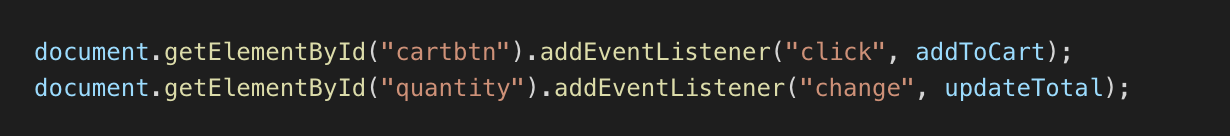 document.getElementById("cartbtn").addEventListener("click", addToCart);
document.getElementById("quantity").addEventListener("change", updateTotal);